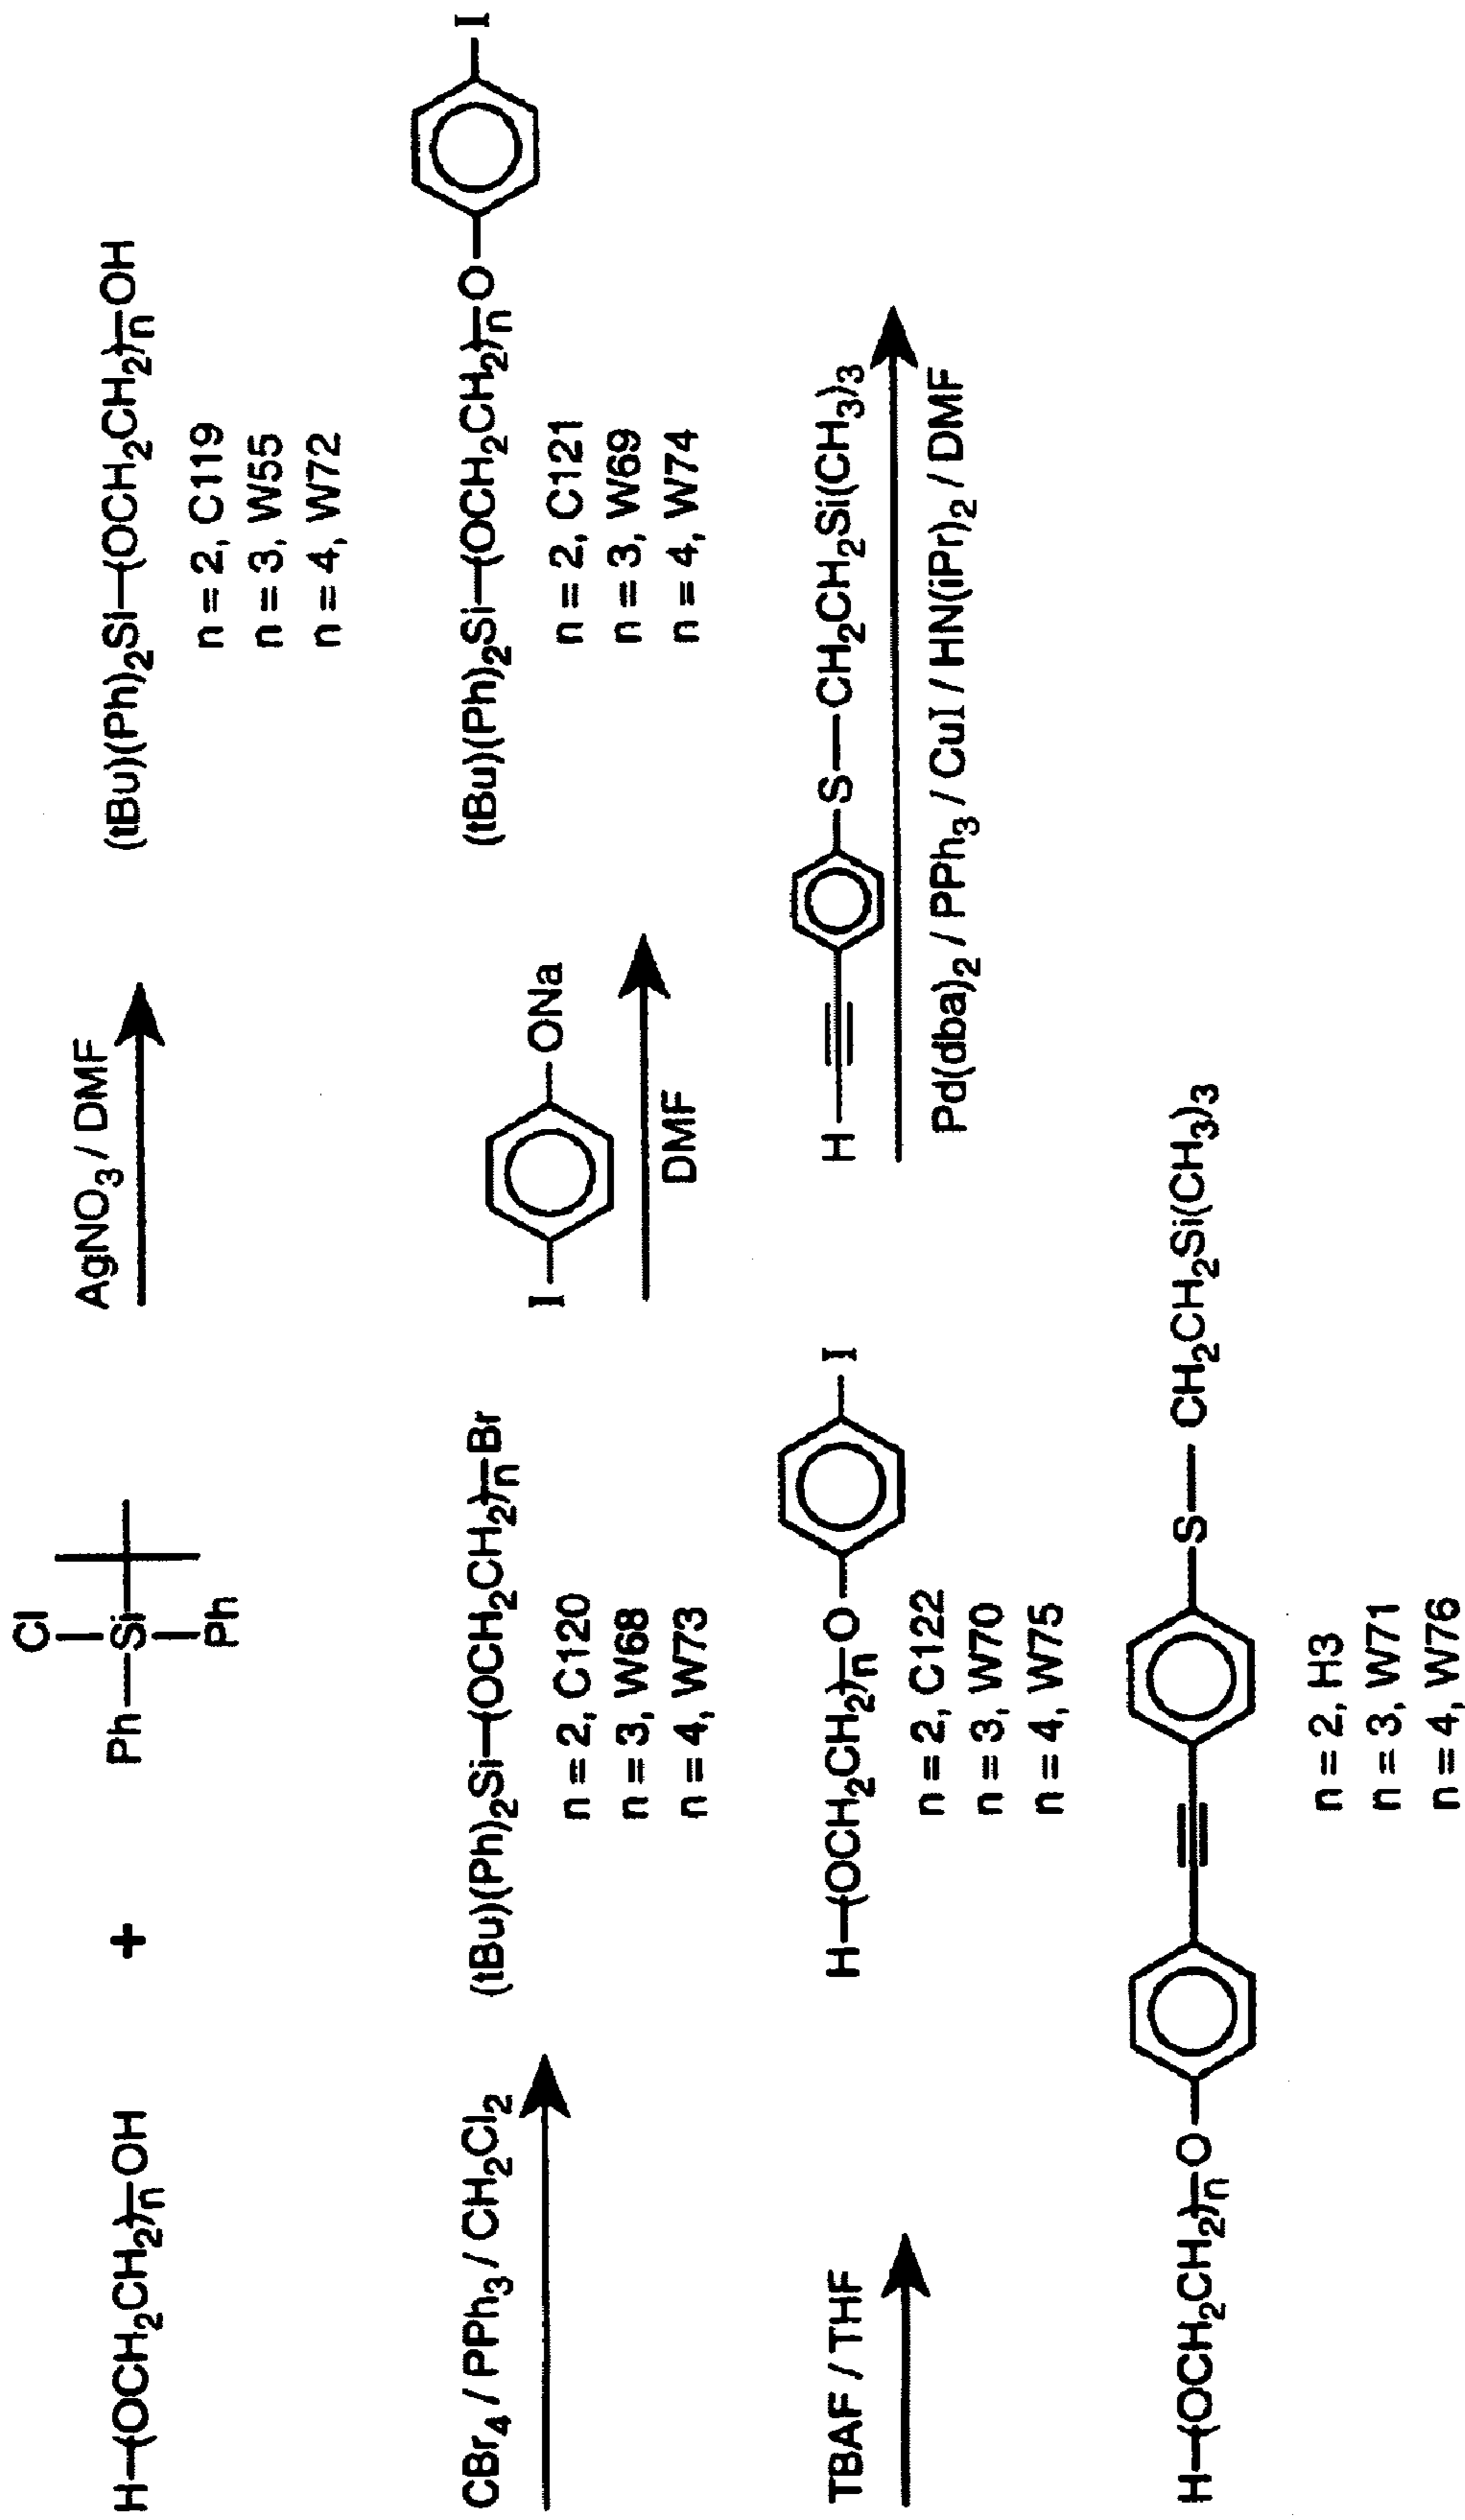 H-(OCH2CH2)n-OH + Ph-Si-Ph Cl AgNO3 / DMF (tBu)(Ph)2Si-(OCH2CH2)n-OH
n = 2, C119
n = 3, W55
n = 4, W72
CBr4 / PPh3 / CH2Cl2 (tBu)(Ph)2Si-(OCH2CH2)n-Br I ONa (tBu)(Ph)2Si-(OCH2CH2)n-O I
DMF
n = 2, C120 n = 2, C121
n = 3, W68 n = 3, W69
n = 4, W73 n = 4, W74
TBAF / THF H-(OCH2CH2)n-O I H S-CH2CH2Si(CH3)3
Pd(dba)2 / PPh3 / CuI / HN(iPr)2 / DMF
n = 2, C122
n = 3, W70
n = 4, W75
H-(OCH2CH2)n-O S-CH2CH2Si(CH3)3
n = 2, H3
n = 3, W71
n = 4, W76